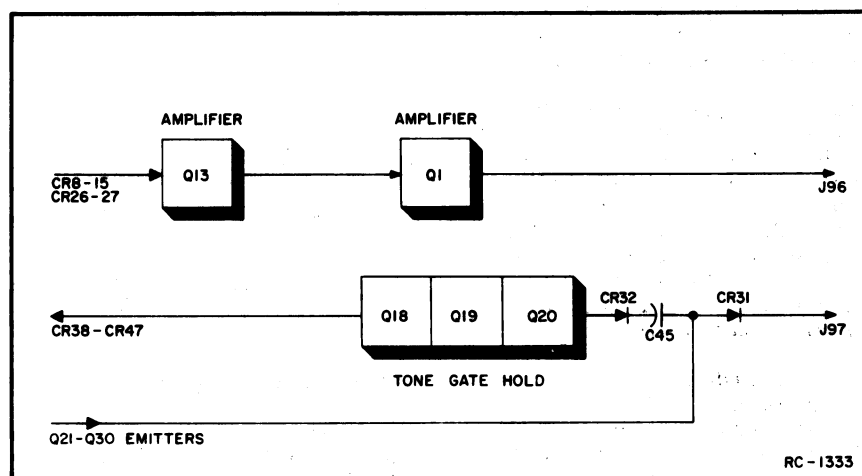 AMPLIFIER AMPLIFIER
Q13 Q1
CR8-15
CR26-27
J96
Q18 Q19 Q20 CR32 C45 CR31
CR38-CR47
J97
TONE GATE HOLD
Q21-Q30 EMITTERS
RC-1333